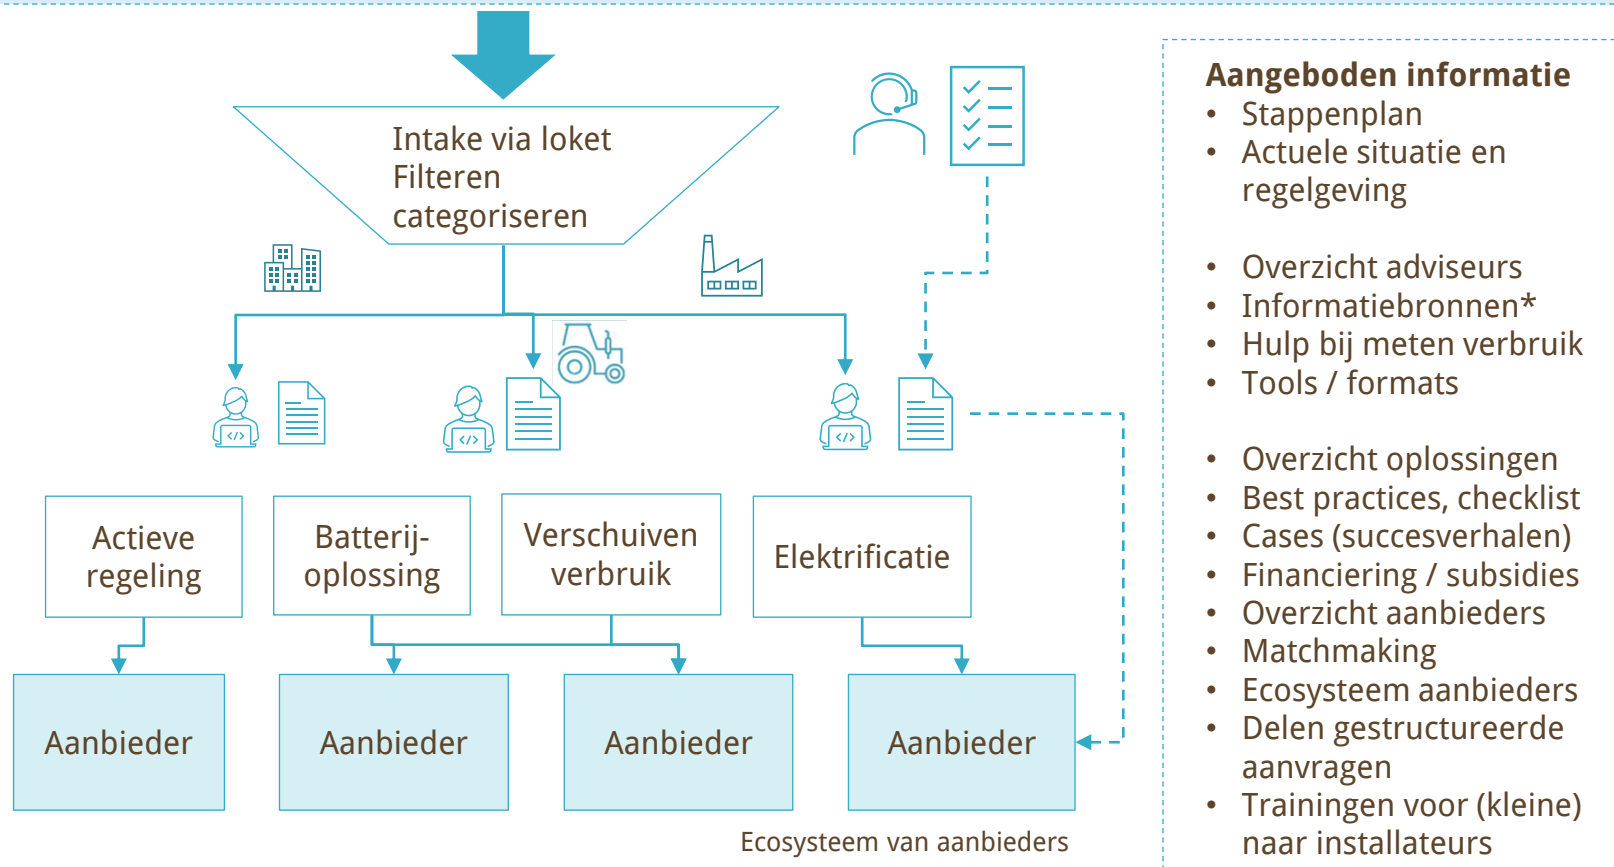 Intake via loket
Filteren
categoriseren
</>
</>
</>
Actieve
regeling
Batterij-
oplossing
Verschuiven
verbruik
Elektrificatie
Aanbieder
Aanbieder
Aanbieder
Aanbieder
Ecosysteem van aanbieders
Aangeboden informatie
• Stappenplan
• Actuele situatie en
regelgeving
• Overzicht adviseurs
• Informatiebronnen*
• Hulp bij meten verbruik
• Tools / formats
• Overzicht oplossingen
• Best practices, checklist
• Cases (succesverhalen)
• Financiering / subsidies
• Overzicht aanbieders
• Matchmaking
• Ecosysteem aanbieders
• Delen gestructureerde
aanvragen
• Trainingen voor (kleine)
naar installateurs